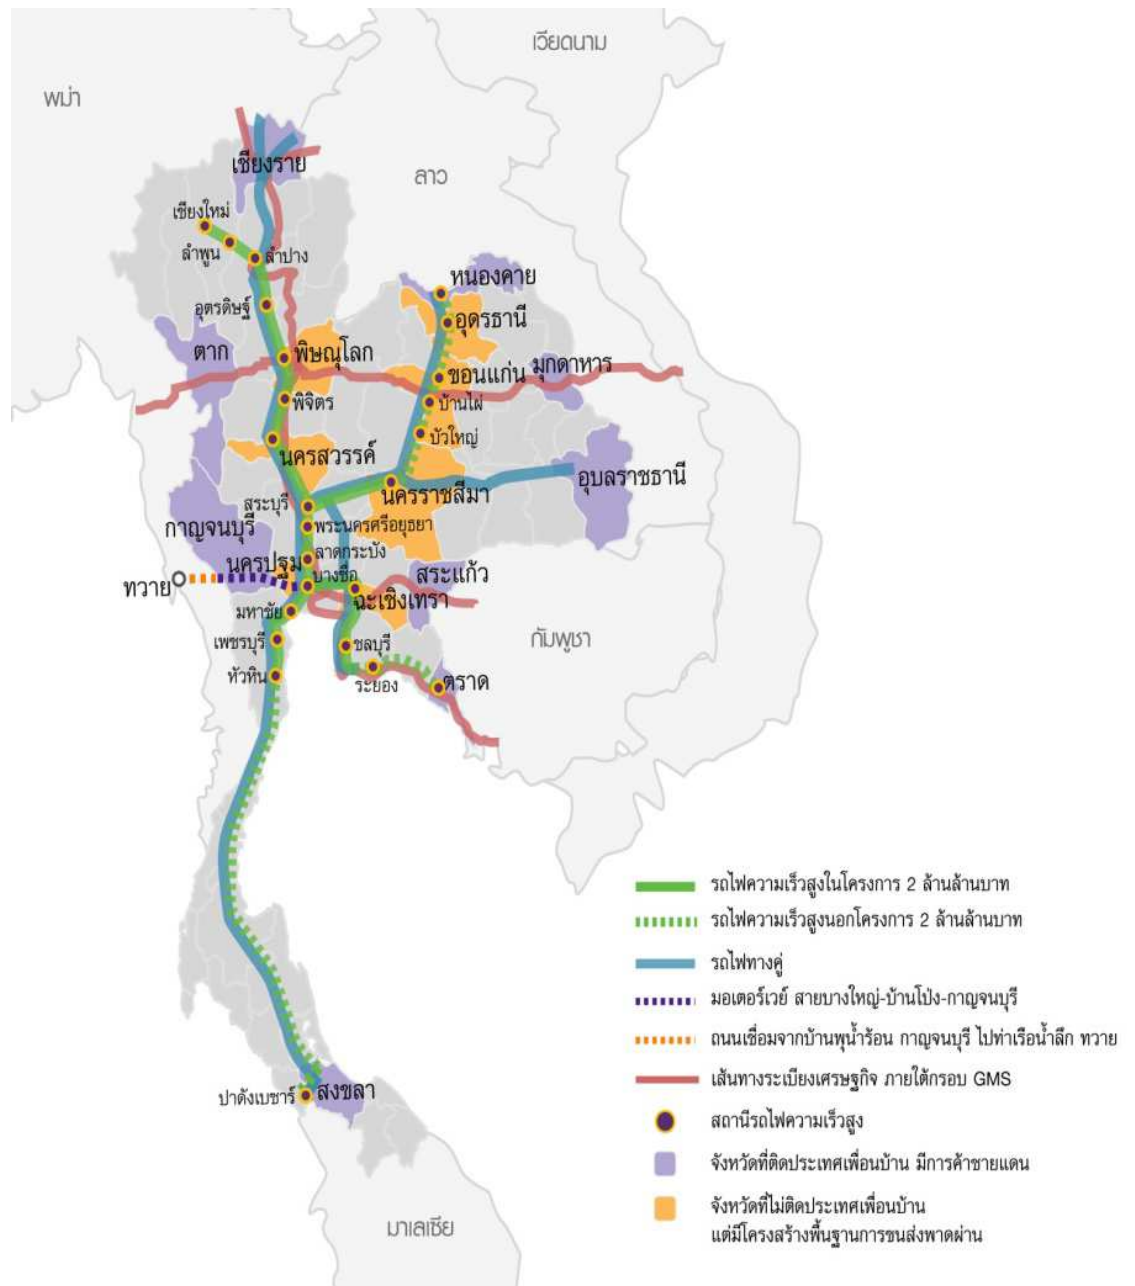 เวียดนาม
พม่า
เชียงราย
ลาว
เชียงใหม่
ลำพูน
ลำปาง
หนองคาย
อุตรดิษฐ์
อุดรธานี
ตาก
พิษณุโลก
ขอนแก่น
มุกดาหาร
พิจิตร
บ้านไผ่
บัวใหญ่
นครสวรรค์
อุบลราชธานี
นครราชสีมา
สระบุรี
กาญจนบุรี
พระนครศรีอยุธยา
ลาดกระบัง
นครปฐม
สระแก้ว
บางซื่อ
ทวาย
ฉะเชิงเทรา
มหาชัย
เพชรบุรี
ชลบุรี
กัมพูชา
หัวหิน
ระยอง
ตราด
รถไฟความเร็วสูงในโครงการ 2 ล้านล้านบาท
รถไฟความเร็วสูงนอกโครงการ 2 ล้านล้านบาท
รถไฟทางคู่
มอเตอร์เวย์ สายบางใหญ่-บ้านโป่ง-กาญจนบุรี
ถนนเชื่อมจากบ้านพุน้ำร้อน กาญจนบุรี ไปท่าเรือน้ำลึก ทวาย
เส้นทางระเบียงเศรษฐกิจ ภายใต้กรอบ GMS
ปาดังเบซาร์
สงขลา
สถานีรถไฟความเร็วสูง
จังหวัดที่ติดประเทศเพื่อนบ้าน มีการค้าชายแดน
จังหวัดที่ไม่ติดประเทศเพื่อนบ้าน
แต่มีโครงสร้างพื้นฐานการขนส่งพาดผ่าน
มาเลเซีย